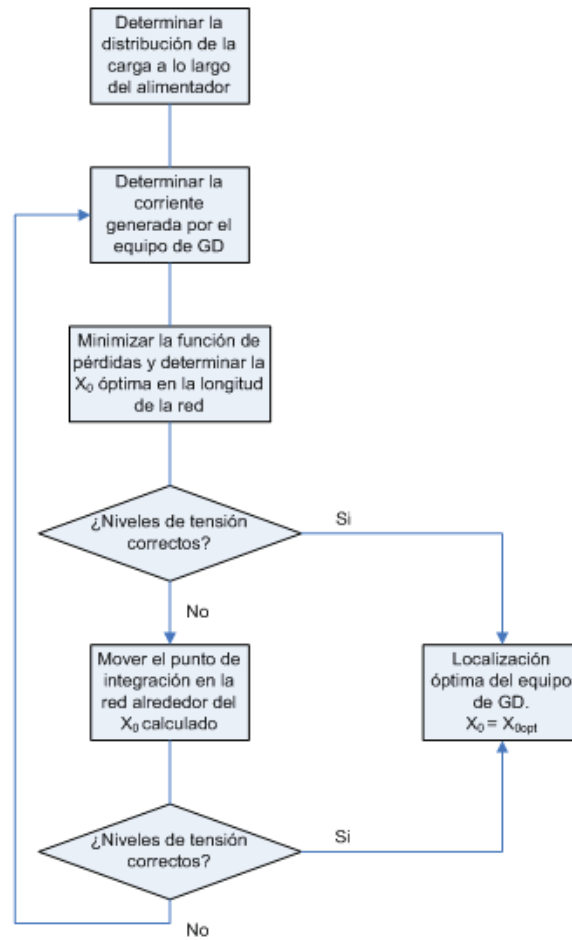 Determinar la
distribución de la
carga a lo largo
del alimentador
Determinar la
corriente
generada por el
equipo de GD
Minimizar la función de
pérdidas y determinar la
X₀ óptima en la longitud
de la red
¿Niveles de tensión
correctos?
Si
No
Mover el punto de
integración en la
red alrededor del
X₀ calculado
Localización
óptima del equipo
de GD.
X₀ = X₀ₒₚₜ
¿Niveles de tensión
correctos?
Si
No